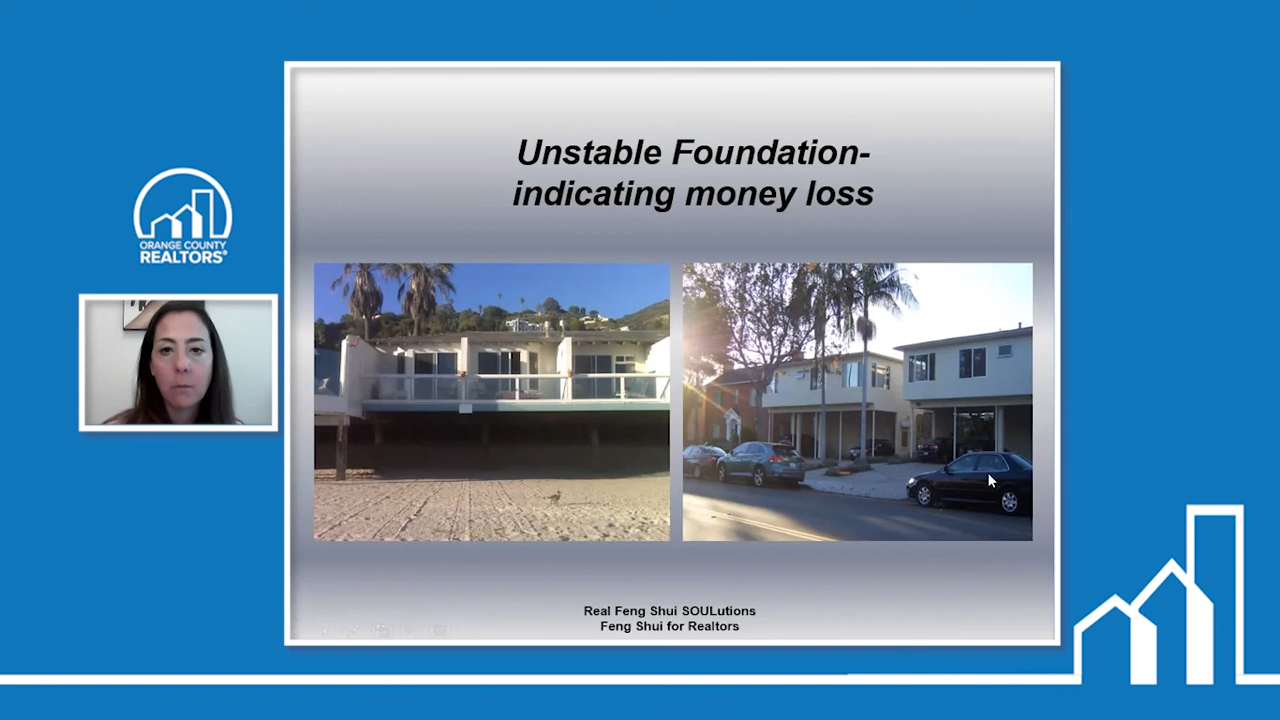 Unstable Foundation-
indicating money loss
ORANGE COUNTY
REALTORS®
Real Feng Shui SOULutions
Feng Shui for Realtors